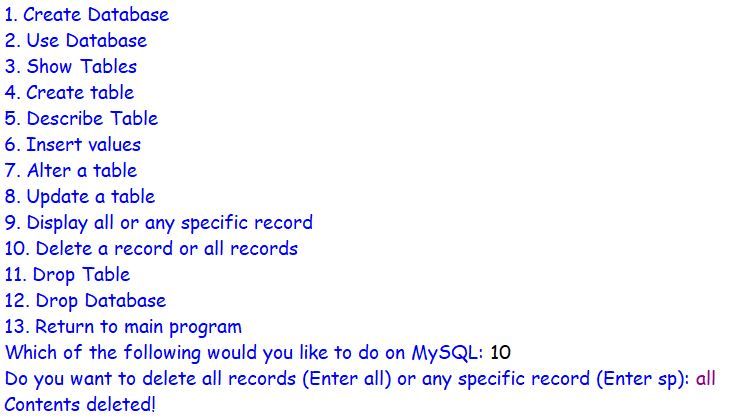 1. Create Database
2. Use Database
3. Show Tables
4. Create table
5. Describe Table
6. Insert values
7. Alter a table
8. Update a table
9. Display all or any specific record
10. Delete a record or all records
11. Drop Table
12. Drop Database
13. Return to main program
Which of the following would you like to do on MySQL: 10
Do you want to delete all records (Enter all) or any specific record (Enter sp): all
Contents deleted!